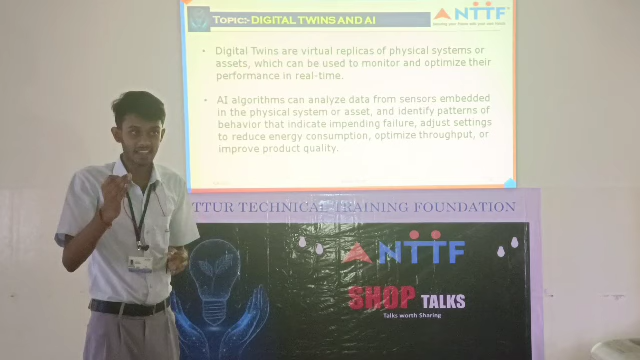 TOPIC:- DIGITAL TWINS AND AI
NTTF
• Digital Twins are virtual replicas of physical systems or
assets, which can be used to monitor and optimize their
performance in real-time.
• AI algorithms can analyze data from sensors embedded
in the physical system or asset, and identify patterns of
behavior that indicate impending failure, adjust settings
to reduce energy consumption, optimize throughput, or
improve product quality.
TTUR TECHNICAL TRAINING FOUNDATION
NTTF
SHOP TALKS
Talks worth Sharing